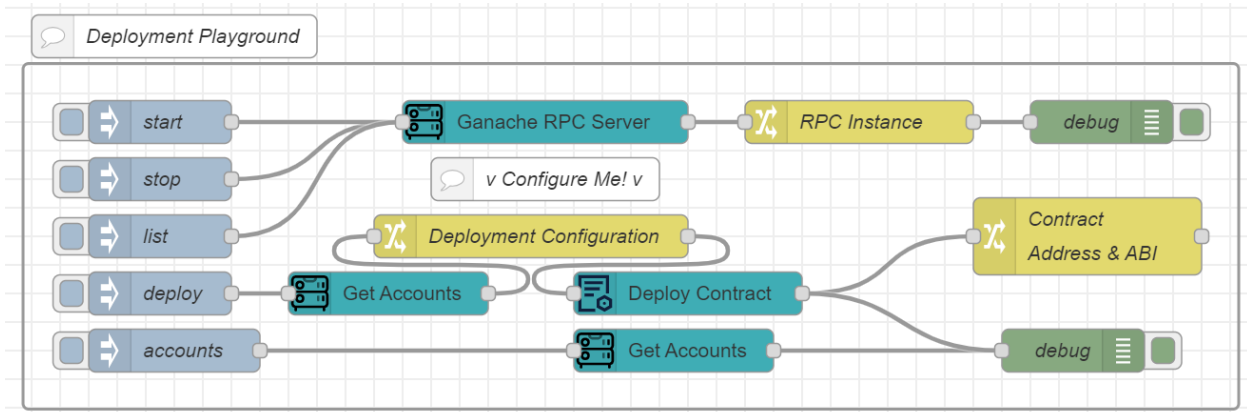 Deployment Playground
start
Ganache RPC Server
RPC Instance
debug
stop
v Configure Me! v
list
Deployment Configuration
Contract
Address & ABI
deploy
Get Accounts
Deploy Contract
accounts
Get Accounts
debug